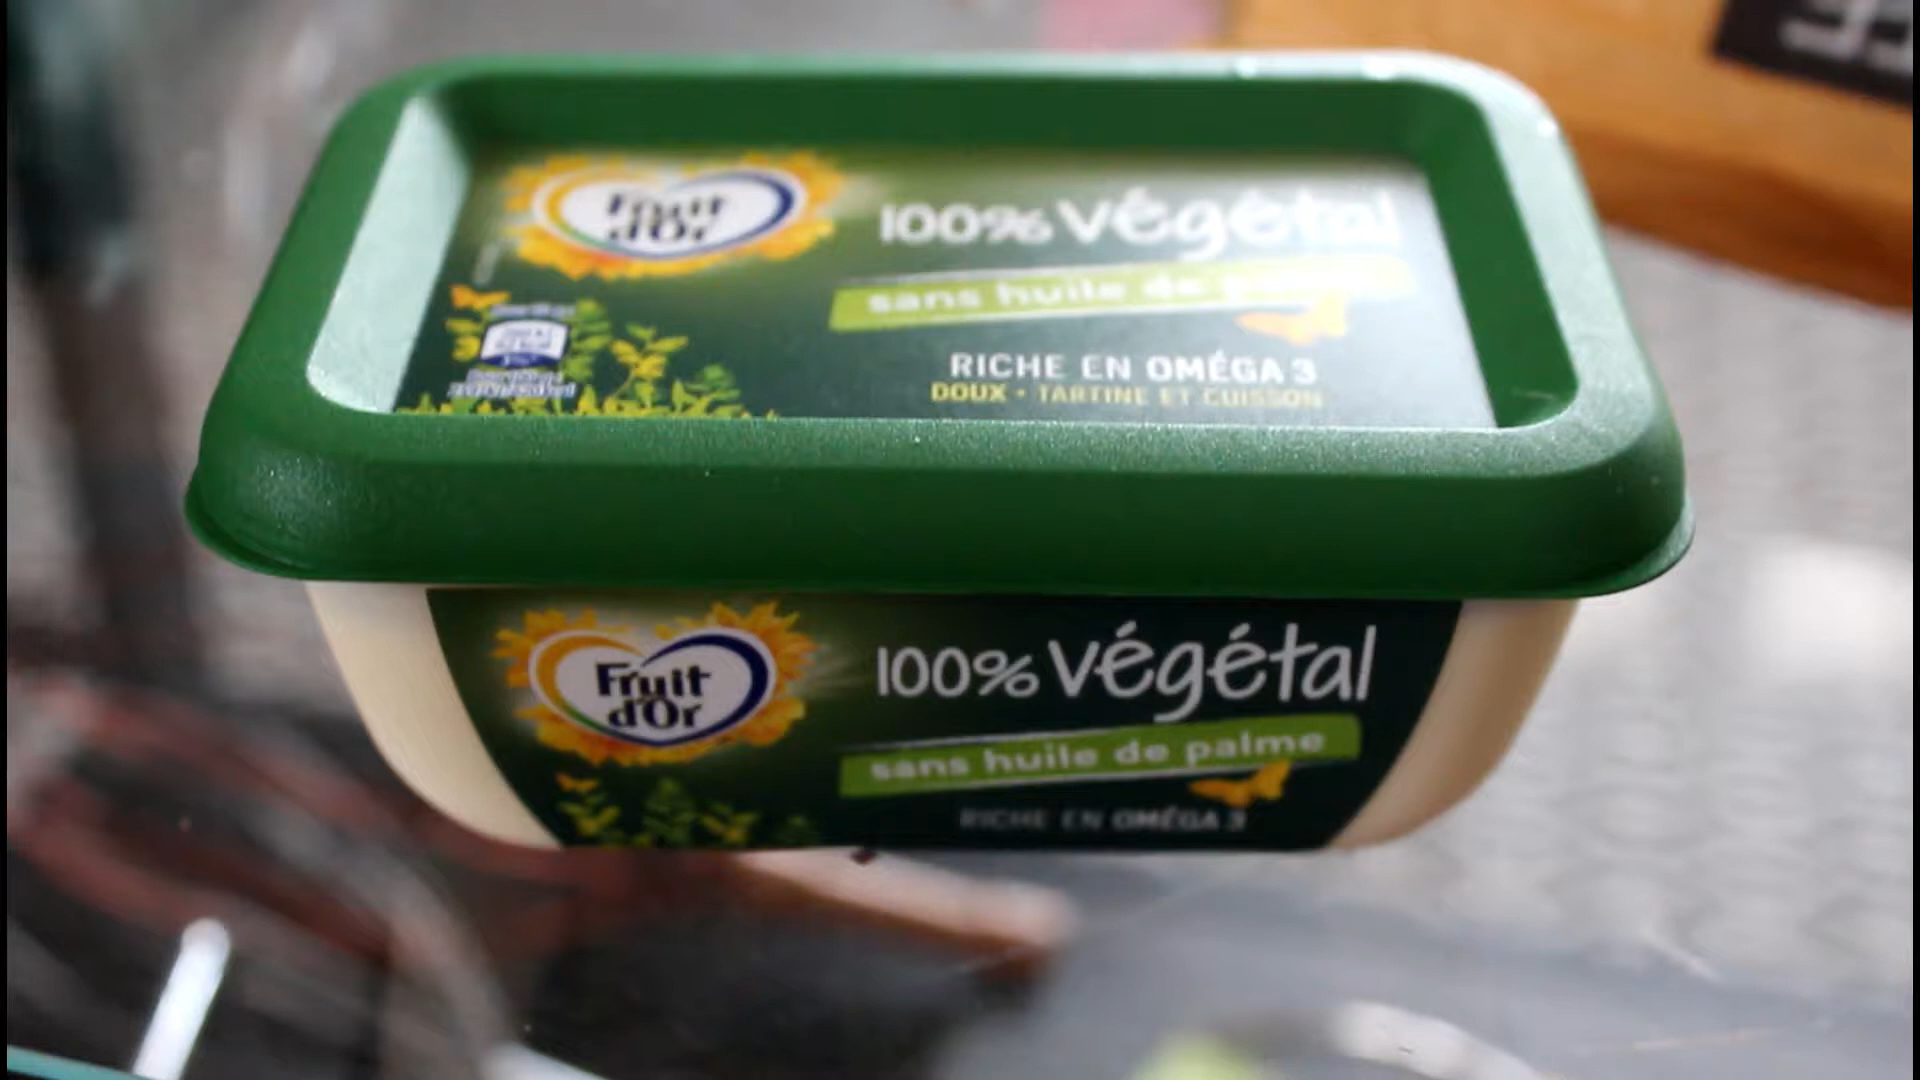 Fruit
d'Or
100% végétal
sans huile de
RICHE EN OMÉGA 3
DOUX • TARTINE ET CUISSON
Fruit
d'Or
100% végétal
sans huile de palme
RICHE EN OMÉGA 3